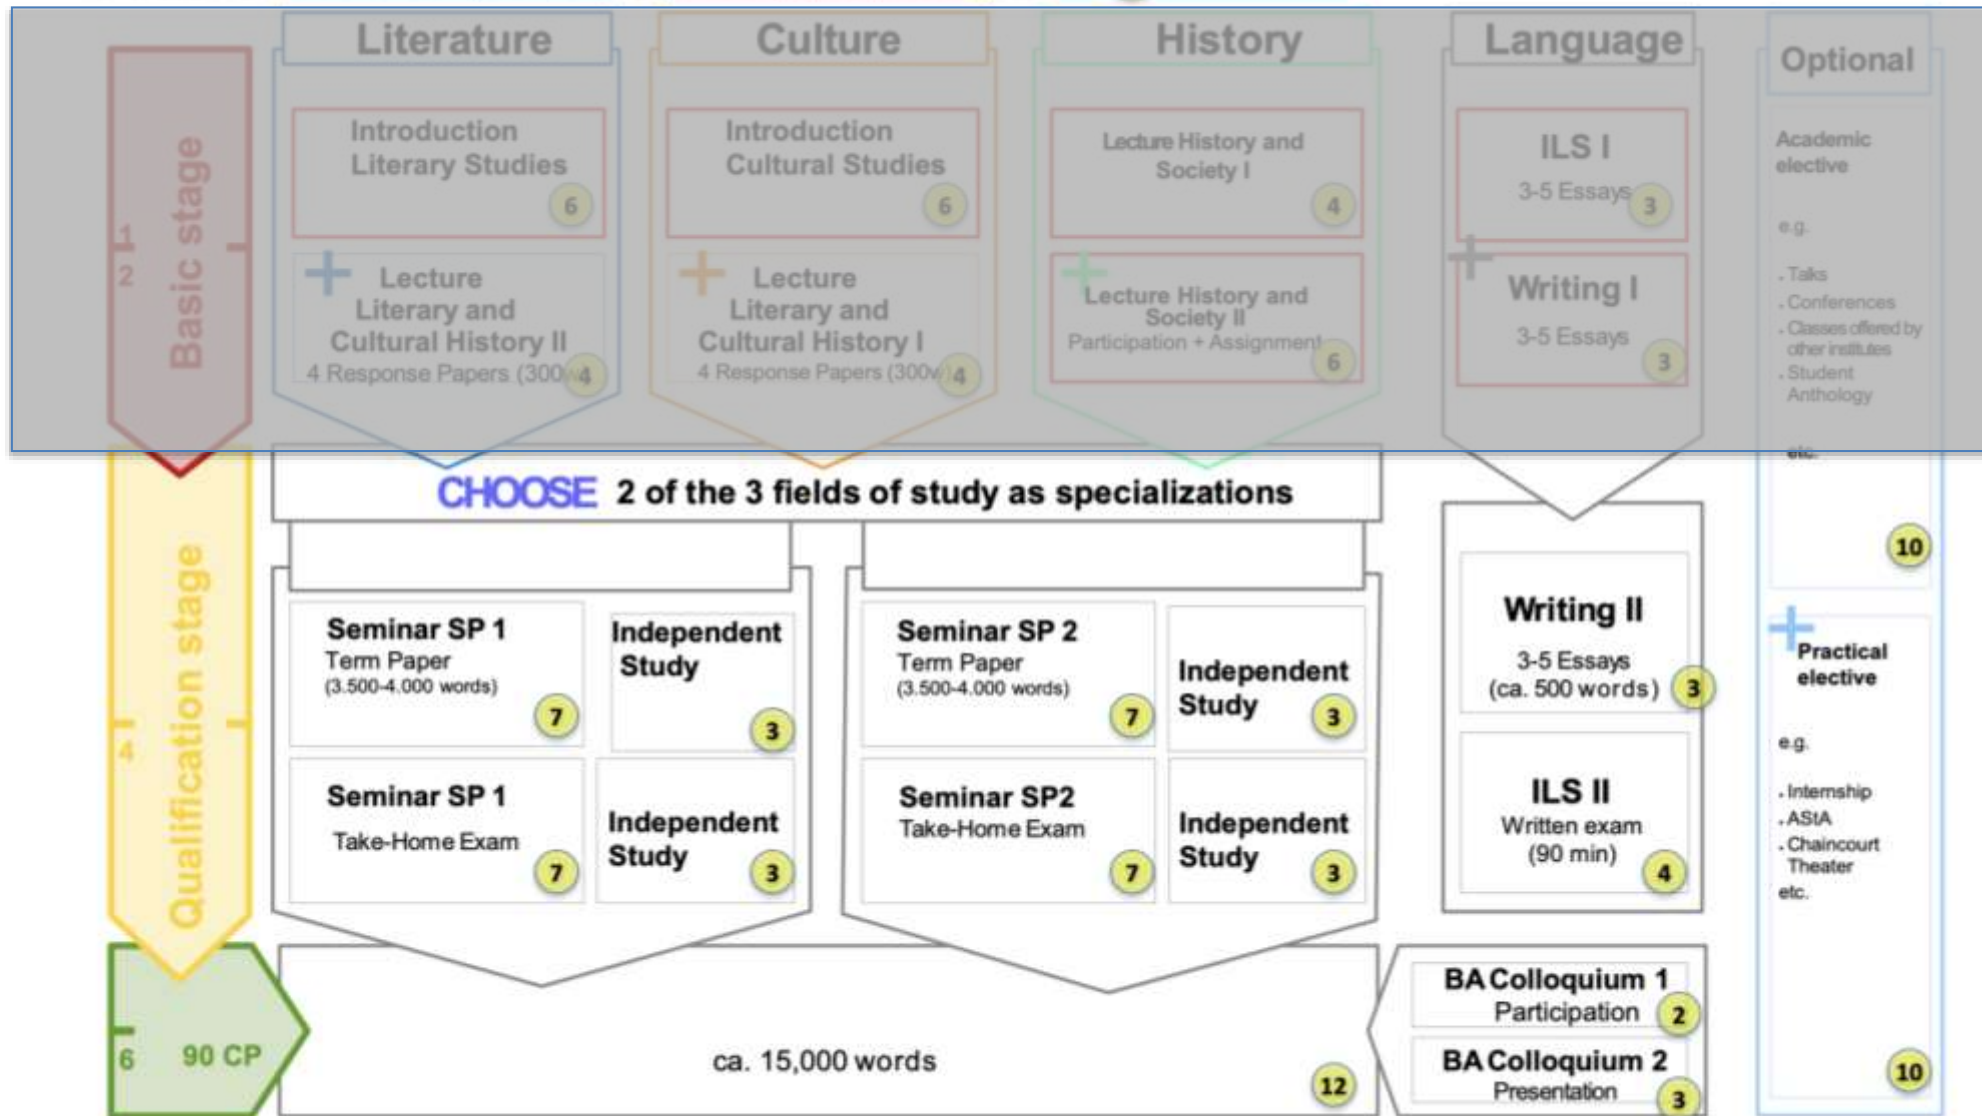 Literature
Culture
History
Language
Optional
Basic stage
1
2
Introduction
Literary Studies
6
Lecture
Literary and
Cultural History II
4 Response Papers (300w)
4
Introduction
Cultural Studies
6
Lecture
Literary and
Cultural History I
4 Response Papers (300w)
4
Lecture History and
Society I
4
Lecture History and
Society II
Participation + Assignment
6
ILS I
3-5 Essays
3
Writing I
3-5 Essays
3
Academic
elective
e.g.
. Talks
. Conferences
. Classes offered by
other institutes
. Student
Anthology
etc.
10
Qualification stage
4
CHOOSE 2 of the 3 fields of study as specializations
Seminar SP 1
Term Paper
(3.500-4.000 words)
7
Independent
Study
3
Seminar SP 1
Take-Home Exam
7
Independent
Study
3
Seminar SP 2
Term Paper
(3.500-4.000 words)
7
Independent
Study
3
Seminar SP2
Take-Home Exam
7
Independent
Study
3
Writing II
3-5 Essays
(ca. 500 words)
3
ILS II
Written exam
(90 min)
4
Practical
elective
e.g.
. Internship
. AStA
. Chaincourt
Theater
etc.
10
6
90 CP
ca. 15,000 words
12
BA Colloquium 1
Participation
2
BA Colloquium 2
Presentation
3